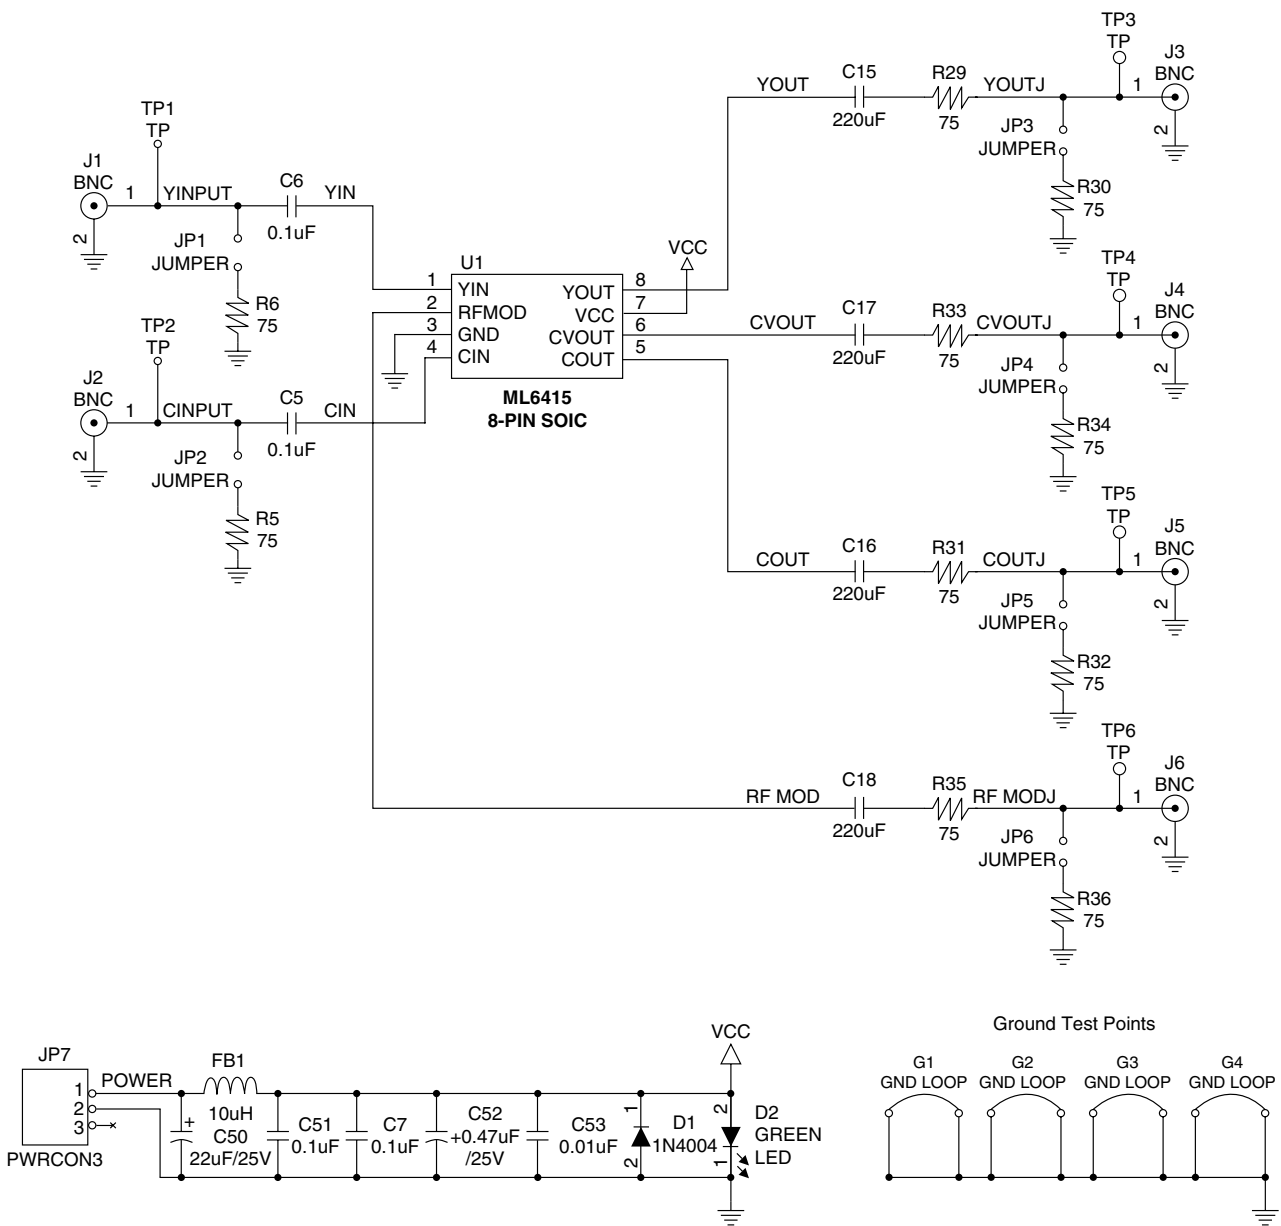 TP1
TP
J1
BNC
1
2
YINPUT
C6
0.1uF
YIN
JP1
JUMPER
R6
75
TP2
TP
J2
BNC
1
2
CINPUT
C5
0.1uF
CIN
JP2
JUMPER
R5
75
U1
1
YIN
2
RFMOD
3
GND
4
CIN
YOUT
8
VCC
7
CVOUT
6
COUT
5
ML6415
8-PIN SOIC
VCC
YOUT
C15
220uF
R29
75
YOUTJ
TP3
TP
J3
BNC
1
2
JP3
JUMPER
R30
75
CVOUT
C17
220uF
R33
75
CVOUTJ
TP4
TP
J4
BNC
1
2
JP4
JUMPER
R34
75
COUT
C16
220uF
R31
75
COUTJ
TP5
TP
J5
BNC
1
2
JP5
JUMPER
R32
75
RF MOD
C18
220uF
R35
75
RF MODJ
TP6
TP
J6
BNC
1
2
JP6
JUMPER
R36
75
JP7
1
2
3
PWRCON3
POWER
FB1
10uH
+
C50
22uF/25V
C51
0.1uF
C7
0.1uF
C52
+0.47uF
/25V
C53
0.01uF
1
2
D1
1N4004
VCC
2
1
D2
GREEN
LED
Ground Test Points
G1
GND LOOP
G2
GND LOOP
G3
GND LOOP
G4
GND LOOP